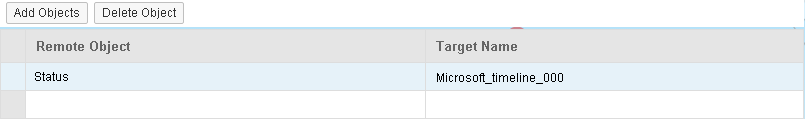 Add Objects Delete Object
Remote Object Target Name
Status Microsoft_timeline_000